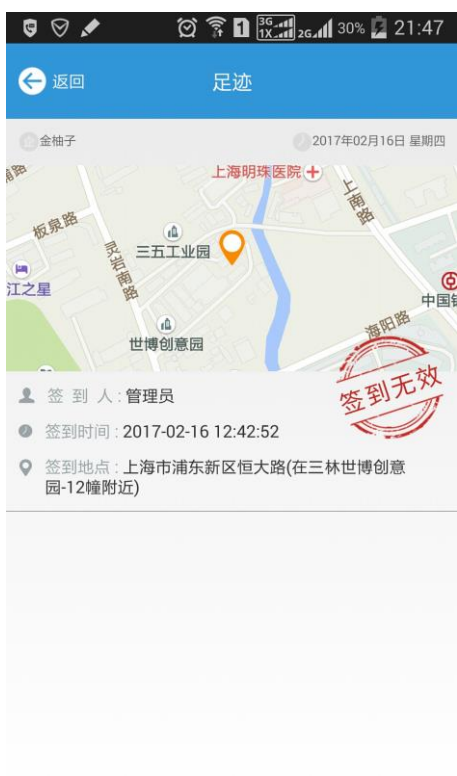 1 3G 1X 2G 30% 21:47
返回 足迹
金柚子 2017年02月16日 星期四
上海明珠医院
上南路
板泉路
灵岩南路
三五工业园
江之星
中国银
海阳路
世博创意园
签到无效
签 到 人 : 管理员
签到时间 : 2017-02-16 12:42:52
签到地点 : 上海市浦东新区恒大路(在三林世博创意
园-12幢附近)